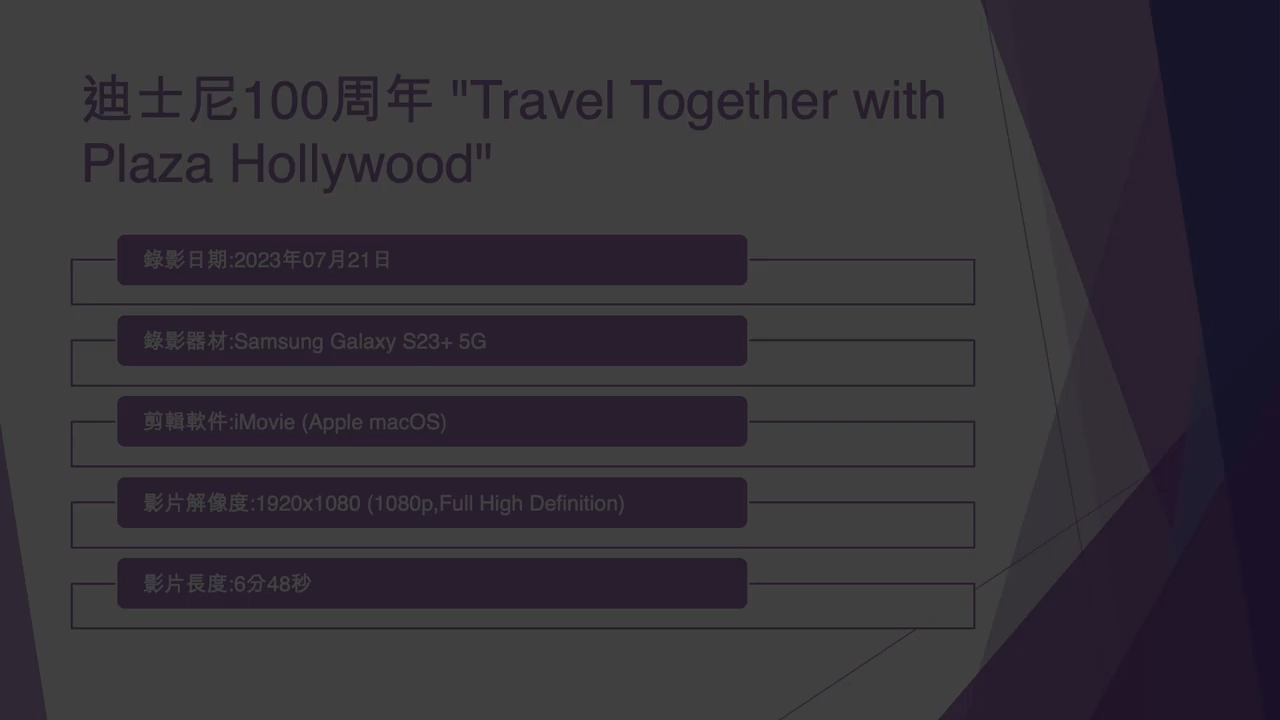 迪士尼100周年 "Travel Together with
Plaza Hollywood"
錄影日期:2023年07月21日
錄影器材:Samsung Galaxy S23+ 5G
剪輯軟件:iMovie (Apple macOS)
影片解像度:1920x1080 (1080p,Full High Definition)
影片長度:6分48秒